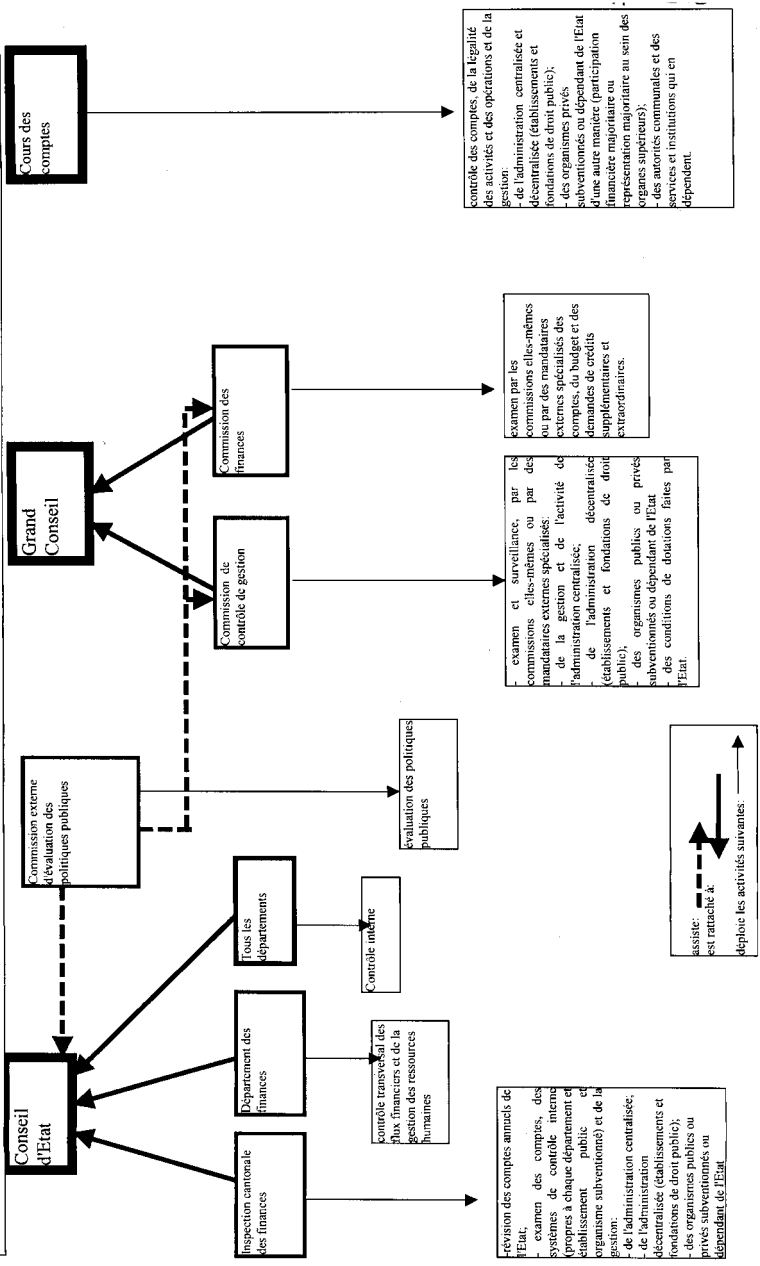 Conseil
d'Etat
Commission externe
d'évaluation des
politiques publiques
Grand
Conseil
Cours des
comptes
Inspection cantonale
des finances
Département des
finances
Tous les
départements
Commission de
contrôle de gestion
Commission des
finances
-révision des comptes annuels de
l'Etat;
- examen des comptes, des
systèmes de contrôle interne
(propres à chaque département et
établissement public et
organisme subventionné) et de la
gestion:
- de l'administration centralisée;
- de l'administration
décentralisée (établissements et
fondations de droit public);
- des organismes publics ou
privés subventionnés ou
dépendant de l'Etat
contrôle transversal des
flux financiers et de la
gestion des ressources
humaines
Contrôle interne
évaluation des politiques
publiques
- examen et surveillance, par les
commissions elles-mêmes ou par des
mandataires externes spécialisés:
- de la gestion et de l'activité de
l'administration centralisée;
- de l'administration décentralisée
(établissements et fondations de droit
public);
- des organismes publics ou privés
subventionnés ou dépendant de l'Etat
- des conditions de dotations faites par
l'Etat.
examen par les
commissions elles-mêmes
ou par des mandataires
externes spécialisés des
comptes, du budget et des
demandes de crédits
supplémentaires et
extraordinaires.
contrôle des comptes, de la légalité
des activités et des opérations et de la
gestion:
- de l'administration centralisée et
décentralisée (établissements et
fondations de droit public);
- des organismes privés
subventionnés ou dépendant de l'Etat
d'une autre manière (participation
financière majoritaire ou
représentation majoritaire au sein des
organes supérieurs);
- des autorités communales et des
services et institutions qui en
dépendent.
assiste:
est rattaché à:
déploie les activités suivantes: